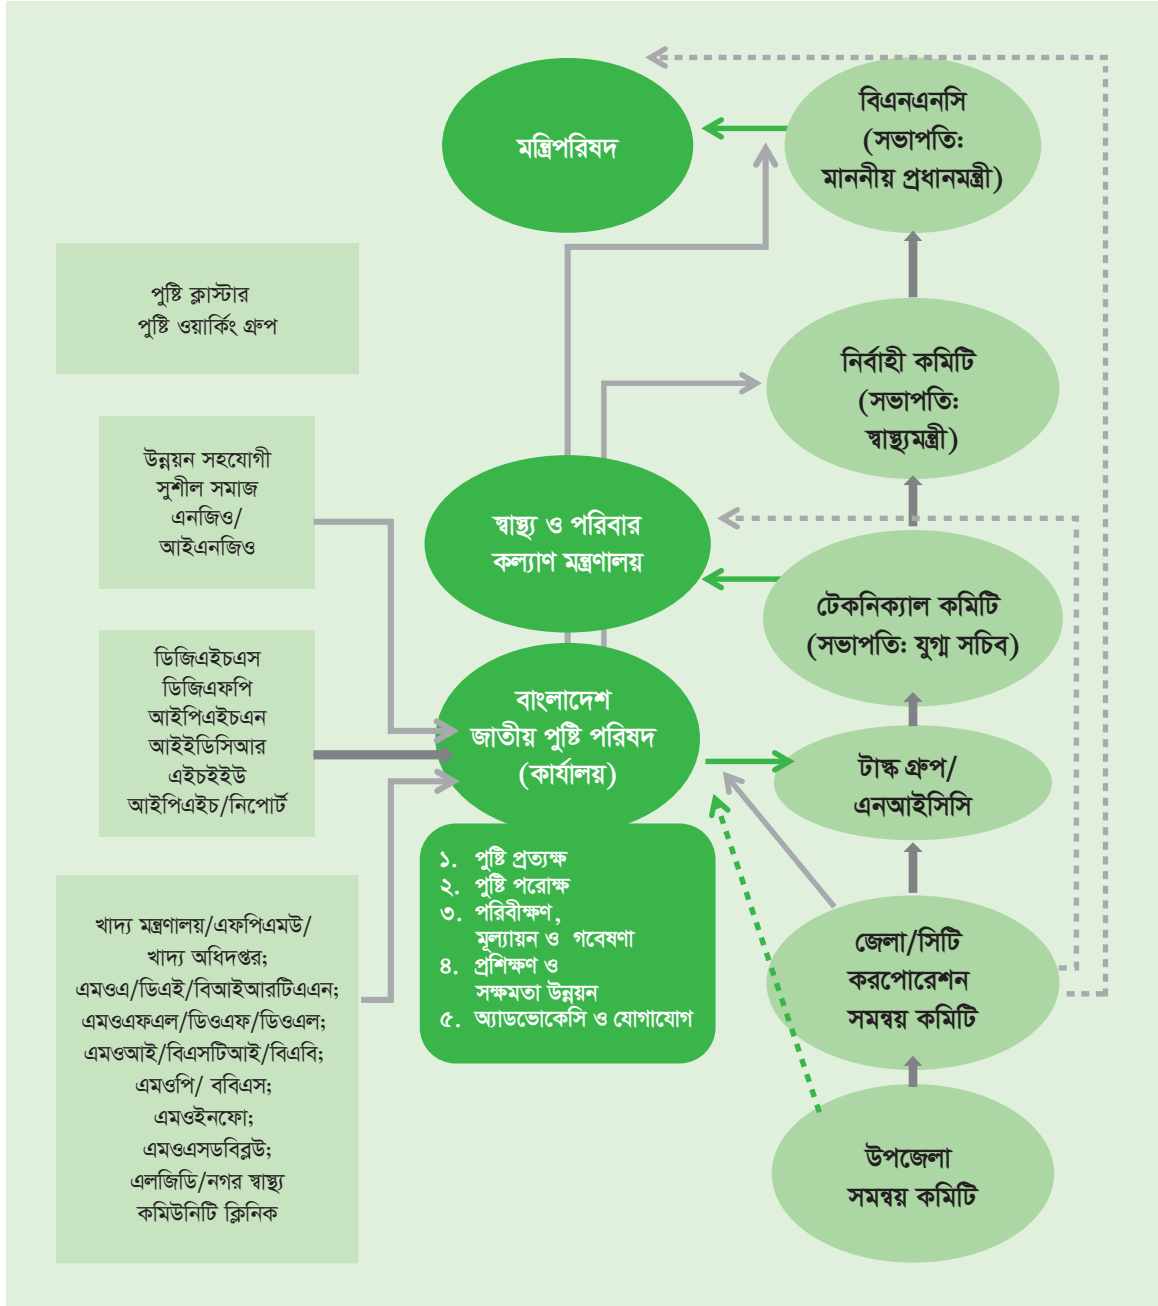 মন্ত্রিপরিষদ
বিএনএনসি
(সভাপতি:
মাননীয় প্রধানমন্ত্রী)
পুষ্টি ক্লাস্টার
পুষ্টি ওয়ার্কিং গ্রুপ
নির্বাহী কমিটি
(সভাপতি:
স্বাস্থ্যমন্ত্রী)
উন্নয়ন সহযোগী
সুশীল সমাজ
এনজিও/
আইএনজিও
স্বাস্থ্য ও পরিবার
কল্যাণ মন্ত্রণালয়
টেকনিক্যাল কমিটি
(সভাপতি: যুগ্ম সচিব)
ডিজিএইচএস
ডিজিএফপি
আইপিএইচএন
আইইডিসিআর
এইচইইউ
আইপিএইচ/নিপোর্ট
বাংলাদেশ
জাতীয় পুষ্টি পরিষদ
(কার্যালয়)
টাস্ক গ্রুপ/
এনআইসিসি
১. পুষ্টি প্রত্যক্ষ
২. পুষ্টি পরোক্ষ
৩. পরিবীক্ষণ,
মূল্যায়ন ও গবেষণা
৪. প্রশিক্ষণ ও
সক্ষমতা উন্নয়ন
৫. অ্যাডভোকেসি ও যোগাযোগ
খাদ্য মন্ত্রণালয়/এফপিএমউ/
খাদ্য অধিদপ্তর;
এমওএ/ডিএই/বিআইআরটিএএন;
এমওএফএল/ডিওএফ/ডিওএল;
এমওআই/বিএসটিআই/বিএবি;
এমওপি/ ববিএস;
এমওইনফো;
এমওএসডবিব্লউ;
এলজিডি/নগর স্বাস্থ্য
কমিউনিটি ক্লিনিক
জেলা/সিটি
করপোরেশন
সমন্বয় কমিটি
উপজেলা
সমন্বয় কমিটি